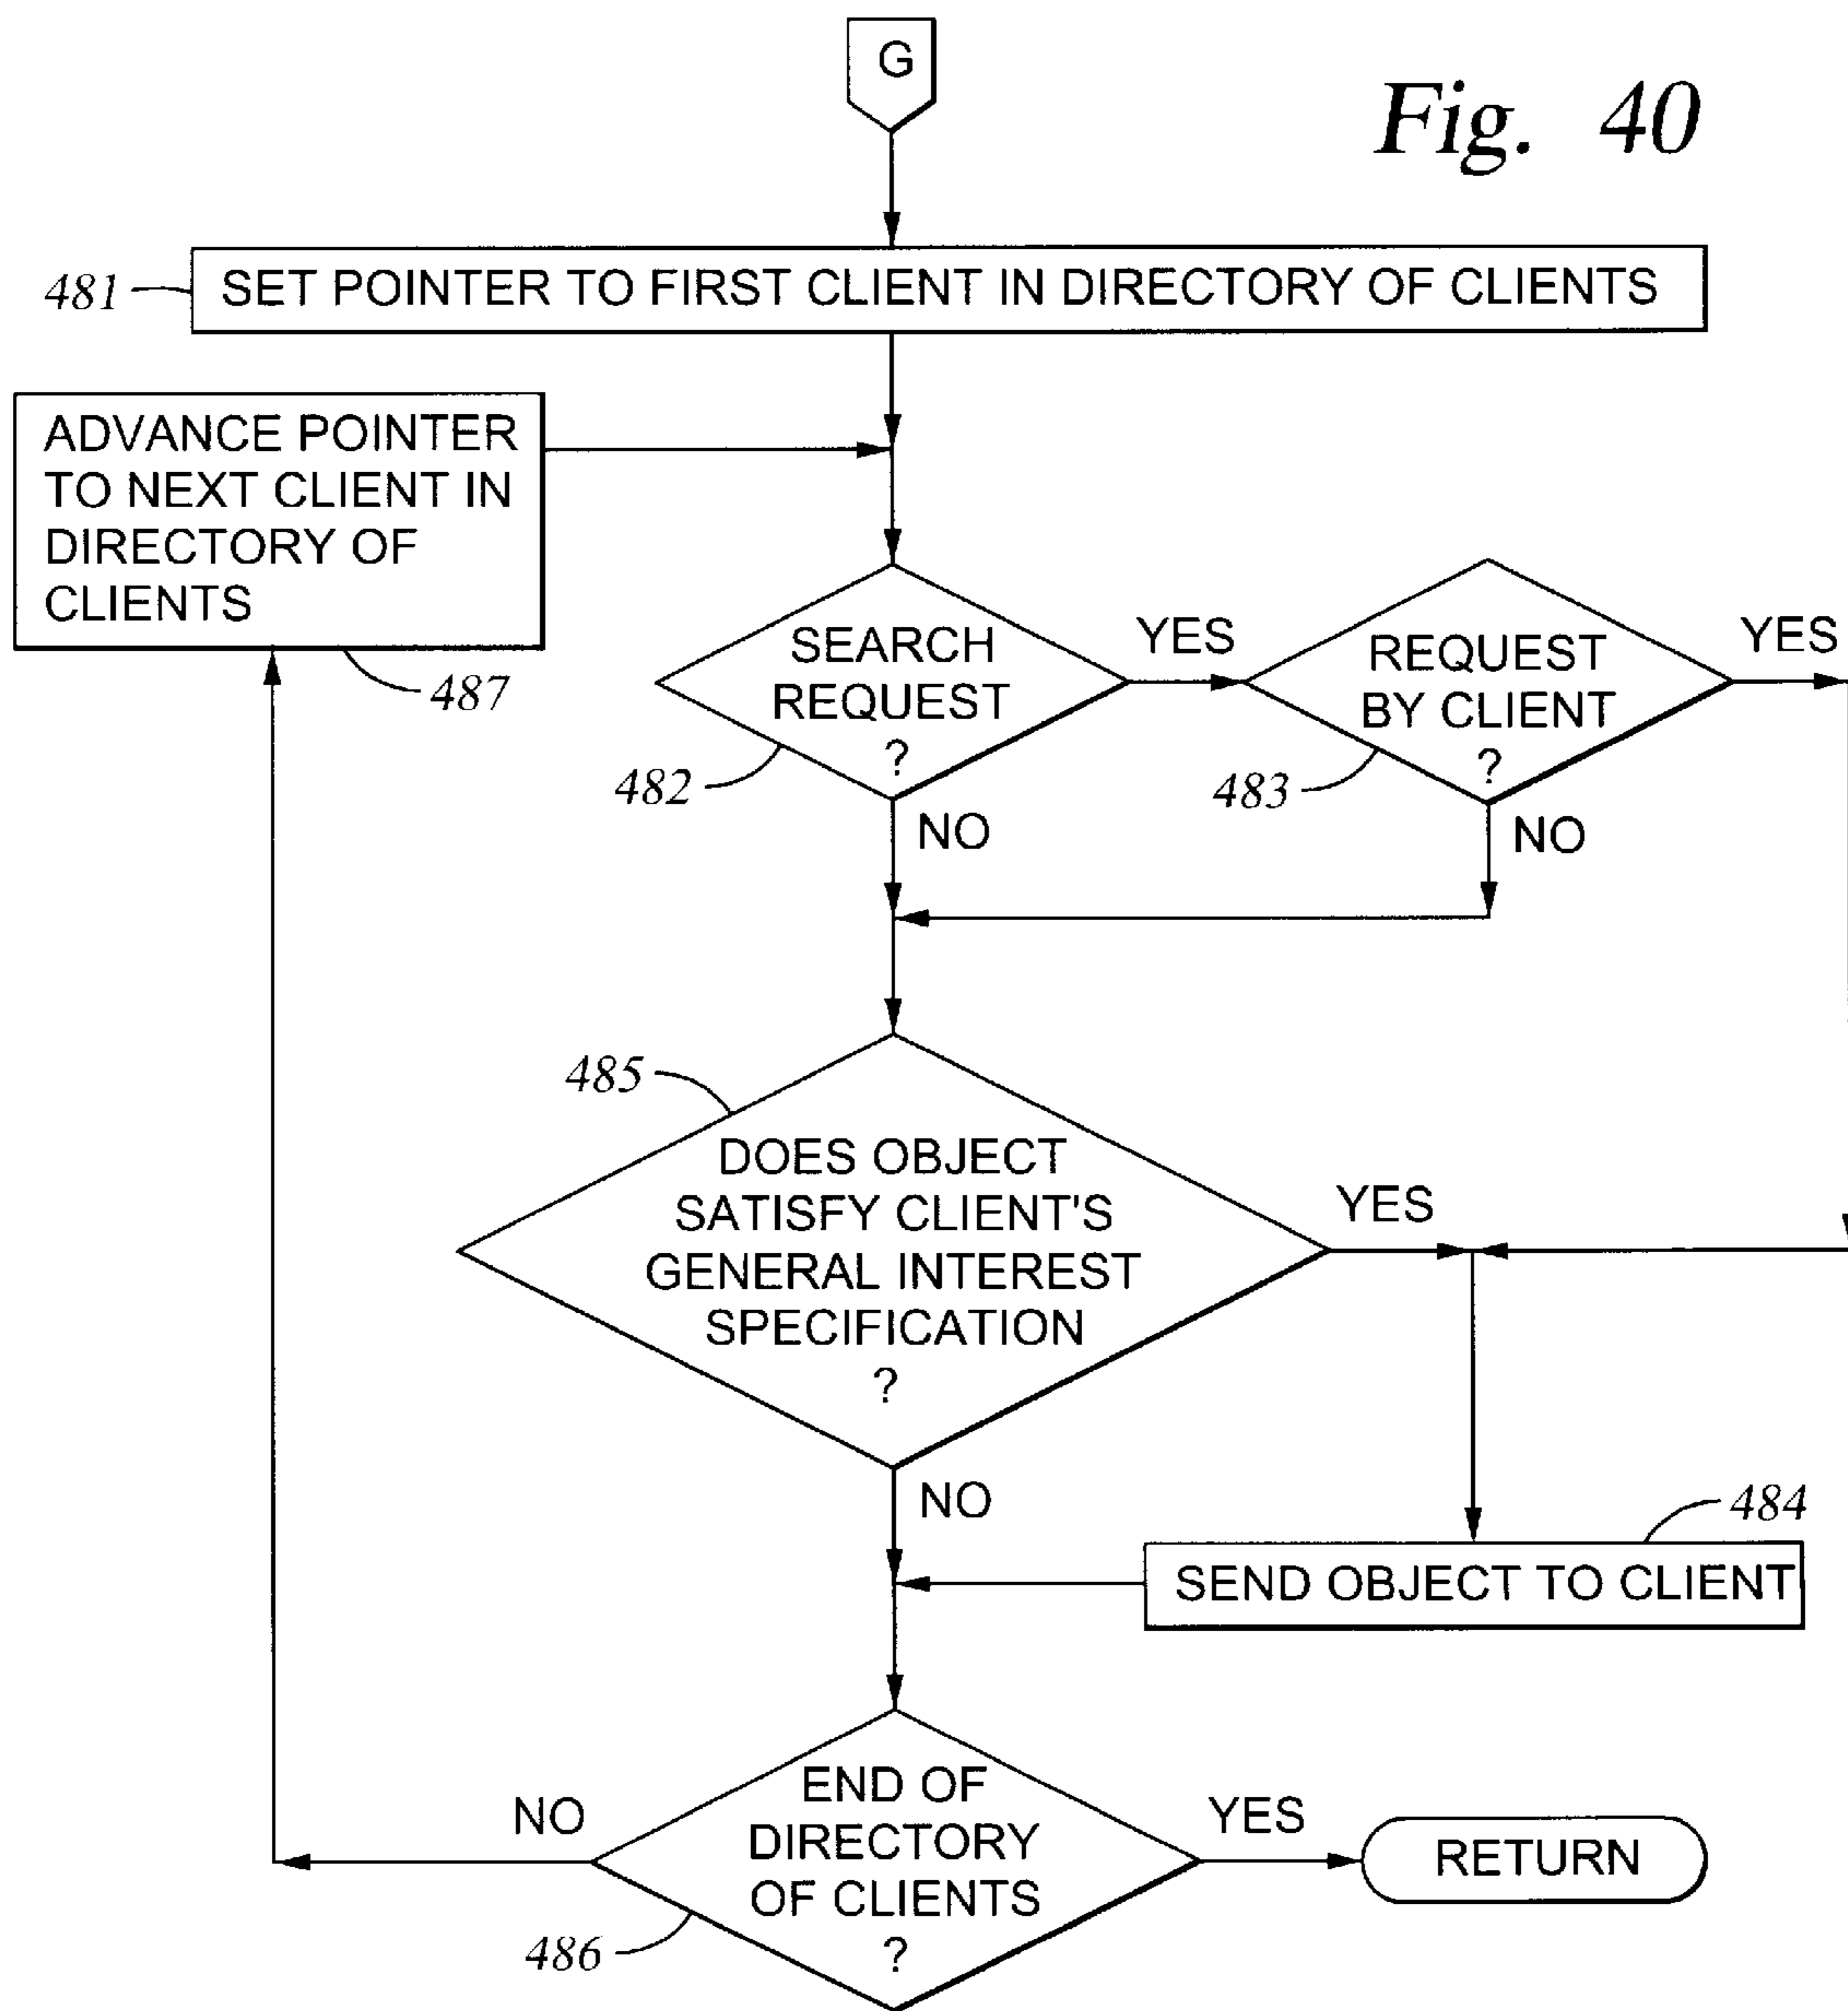 G
Fig. 40
481
SET POINTER TO FIRST CLIENT IN DIRECTORY OF CLIENTS
ADVANCE POINTER
TO NEXT CLIENT IN
DIRECTORY OF
CLIENTS
487
SEARCH
REQUEST
?
482
YES
NO
REQUEST
BY CLIENT
?
483
YES
NO
485
DOES OBJECT
SATISFY CLIENT'S
GENERAL INTEREST
SPECIFICATION
?
YES
NO
484
SEND OBJECT TO CLIENT
END OF
DIRECTORY
OF CLIENTS
?
486
NO
YES
RETURN